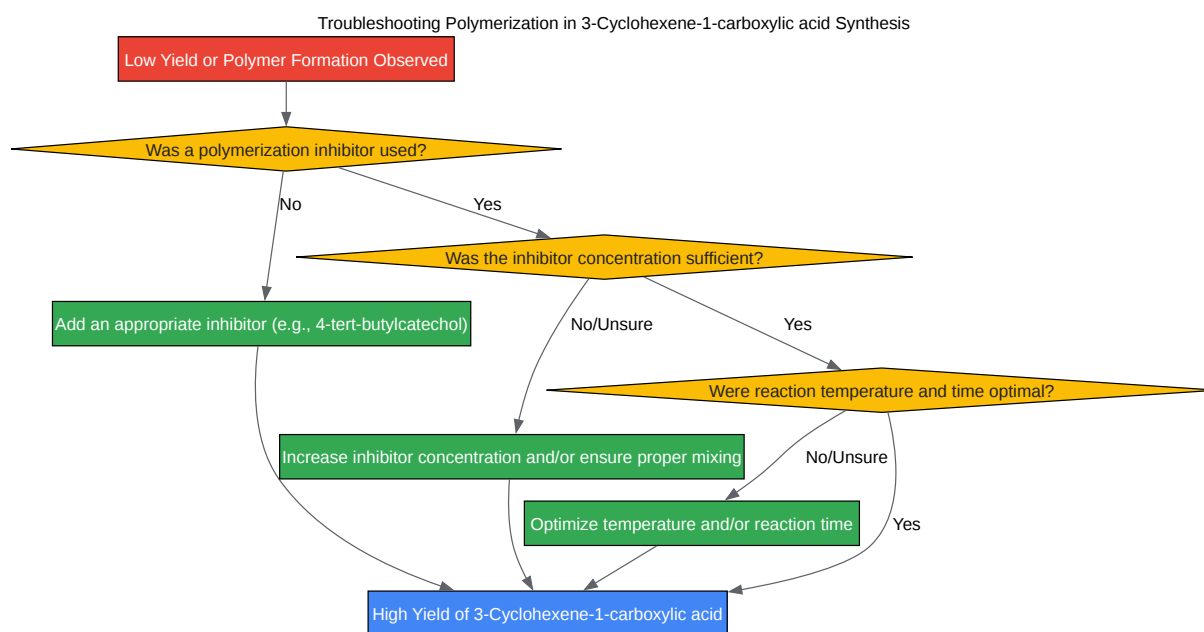 Troubleshooting Polymerization in 3-Cyclohexene-1-carboxylic acid Synthesis
Low Yield or Polymer Formation Observed
Was a polymerization inhibitor used?
No
Yes
Was the inhibitor concentration sufficient?
Add an appropriate inhibitor (e.g., 4-tert-butylcatechol)
No/Unsure
Yes
Were reaction temperature and time optimal?
Increase inhibitor concentration and/or ensure proper mixing
No/Unsure
Optimize temperature and/or reaction time
Yes
High Yield of 3-Cyclohexene-1-carboxylic acid